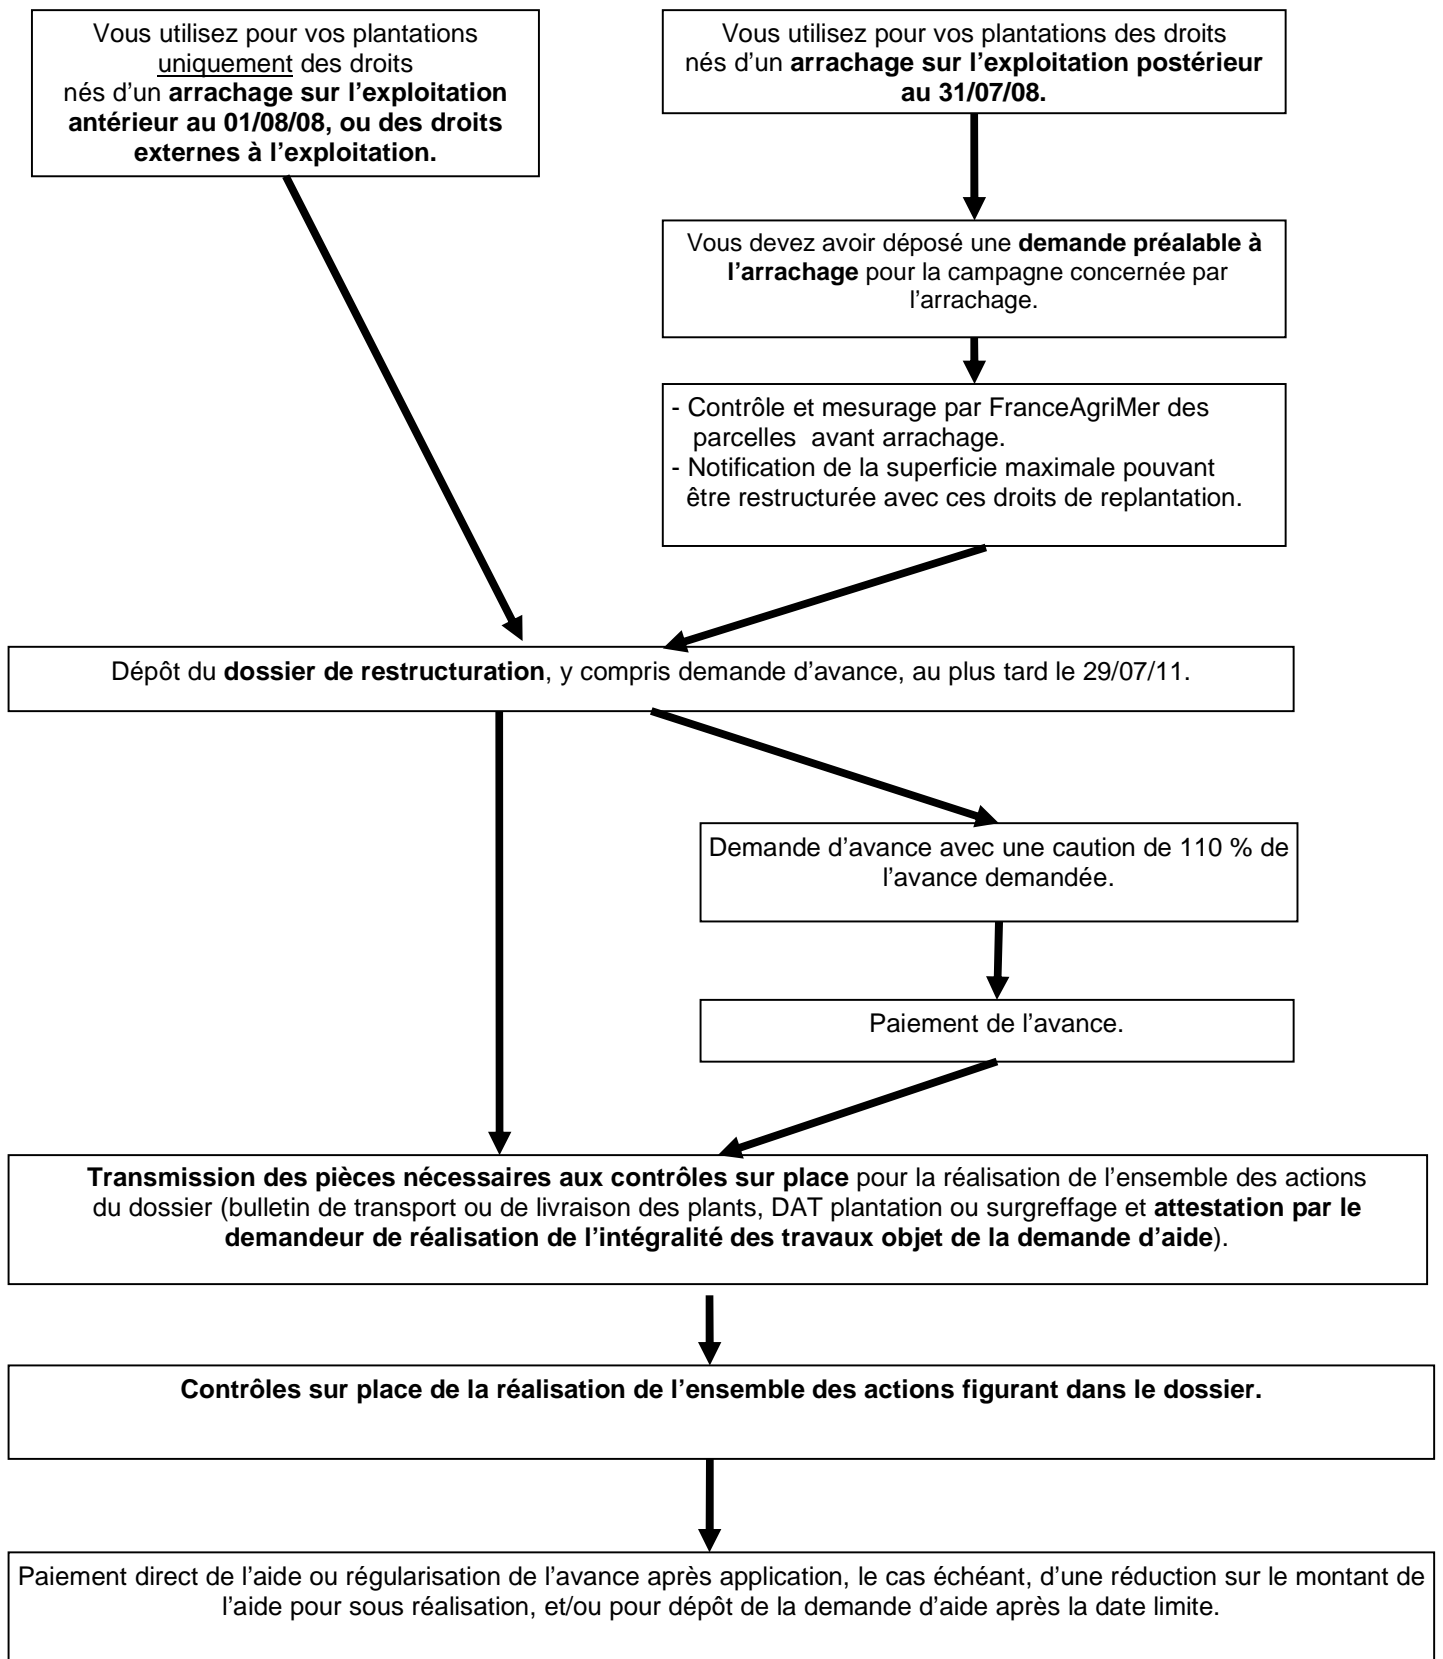 Vous utilisez pour vos plantations
uniquement des droits
nés d’un arrachage sur l’exploitation
antérieur au 01/08/08, ou des droits
externes à l’exploitation.
Vous utilisez pour vos plantations des droits
nés d’un arrachage sur l’exploitation postérieur
au 31/07/08.
Vous devez avoir déposé une demande préalable à
l’arrachage pour la campagne concernée par
l’arrachage.
- Contrôle et mesurage par FranceAgriMer des
parcelles avant arrachage.
- Notification de la superficie maximale pouvant
être restructurée avec ces droits de replantation.
Dépôt du dossier de restructuration, y compris demande d’avance, au plus tard le 29/07/11.
Demande d’avance avec une caution de 110 % de
l’avance demandée.
Paiement de l’avance.
Transmission des pièces nécessaires aux contrôles sur place pour la réalisation de l’ensemble des actions
du dossier (bulletin de transport ou de livraison des plants, DAT plantation ou surgreffage et attestation par le
demandeur de réalisation de l’intégralité des travaux objet de la demande d’aide).
Contrôles sur place de la réalisation de l’ensemble des actions figurant dans le dossier.
Paiement direct de l’aide ou régularisation de l’avance après application, le cas échéant, d’une réduction sur le montant de
l’aide pour sous réalisation, et/ou pour dépôt de la demande d’aide après la date limite.